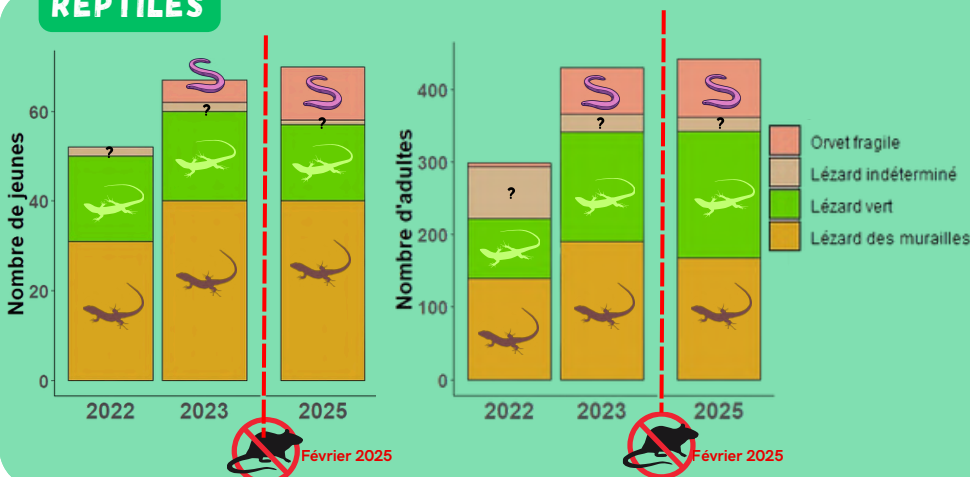 REPTILES
Nombre de jeunes
60
40
20
0
?
?
?
2022
2023
2025
Février 2025
Nombre d'adultes
400
300
200
100
0
?
?
?
2022
2023
2025
Février 2025
Orvet fragile
Lézard indéterminé
Lézard vert
Lézard des murailles